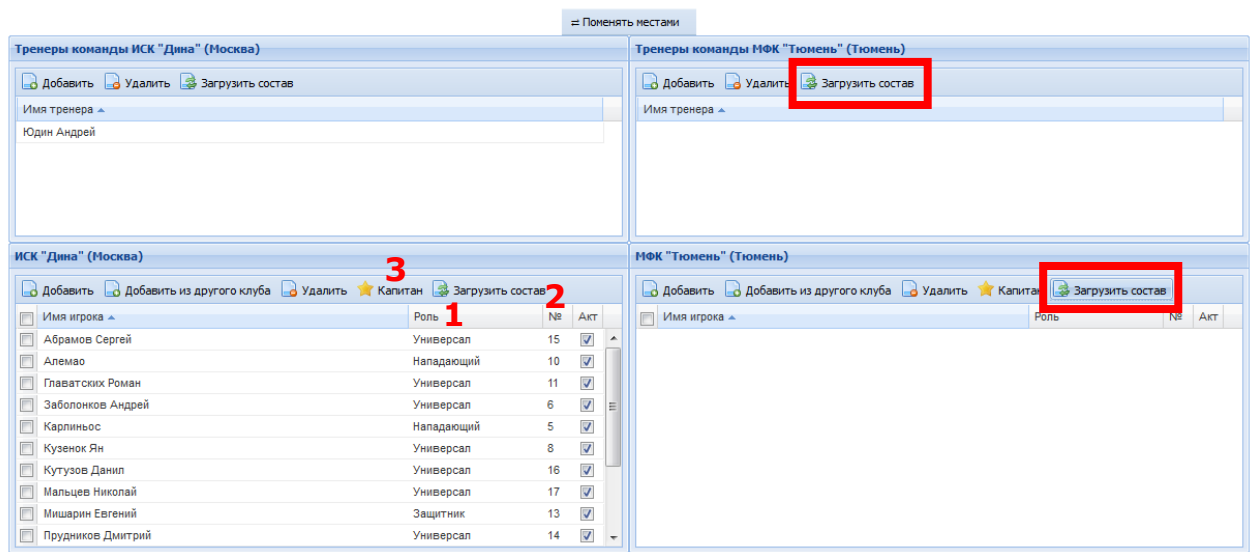 ⇄ Поменять местами
Тренеры команды ИСК "Дина" (Москва)
Добавить Удалить Загрузить состав
Имя тренера
Юдин Андрей
Тренеры команды МФК "Тюмень" (Тюмень)
Добавить Удалить Загрузить состав
Имя тренера
ИСК "Дина" (Москва)
3
Добавить Добавить из другого клуба Удалить Капитан Загрузить состав
2
1
Имя игрока Роль № Акт
Абрамов Сергей Универсал 15
Алемао Нападающий 10
Главатских Роман Универсал 11
Заболонков Андрей Универсал 6
Карлиньос Нападающий 5
Кузенок Ян Универсал 8
Кутузов Данил Универсал 16
Мальцев Николай Универсал 17
Мишарин Евгений Защитник 13
Прудников Дмитрий Универсал 14
МФК "Тюмень" (Тюмень)
Добавить Добавить из другого клуба Удалить Капитан Загрузить состав
Имя игрока Роль № Акт